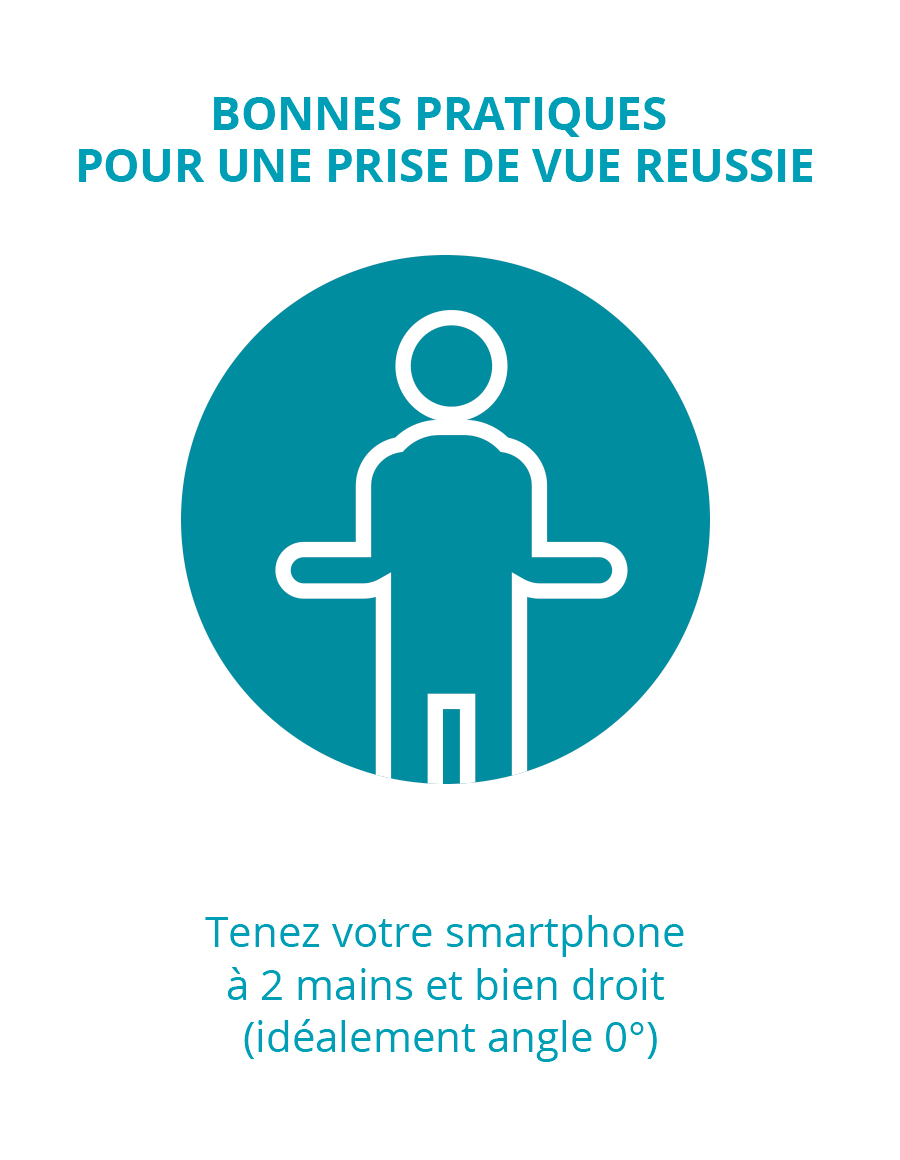 BONNES PRATIQUES
POUR UNE PRISE DE VUE REUSSIE
Tenez votre smartphone
à 2 mains et bien droit
(idéalement angle 0°)